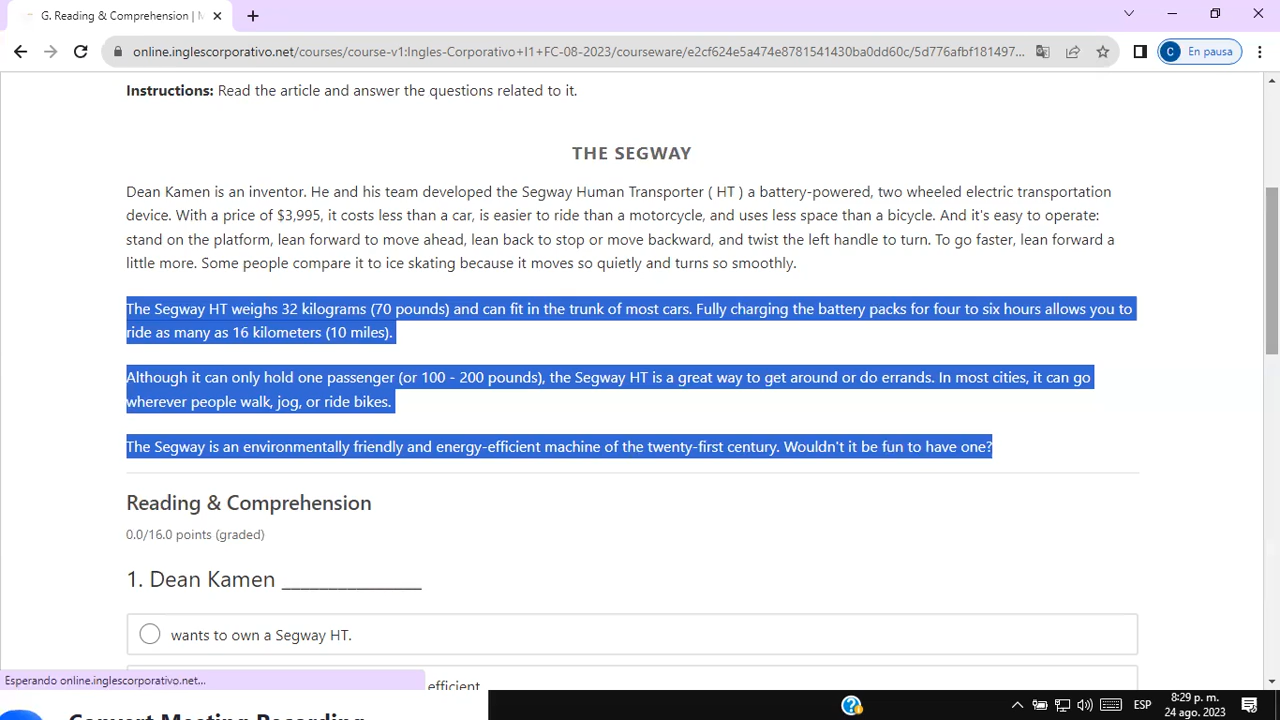 G. Reading & Comprehension |
online.inglescorporativo.net/courses/course-v1:Ingles-Corporativo+I1+FC-08-2023/courseware/e2cf624e5a474e8781541430ba0dd60c/5d776afbf181497...
C En pausa
Instructions: Read the article and answer the questions related to it.
THE SEGWAY
Dean Kamen is an inventor. He and his team developed the Segway Human Transporter ( HT ) a battery-powered, two wheeled electric transportation
device. With a price of $3,995, it costs less than a car, is easier to ride than a motorcycle, and uses less space than a bicycle. And it's easy to operate:
stand on the platform, lean forward to move ahead, lean back to stop or move backward, and twist the left handle to turn. To go faster, lean forward a
little more. Some people compare it to ice skating because it moves so quietly and turns so smoothly.
The Segway HT weighs 32 kilograms (70 pounds) and can fit in the trunk of most cars. Fully charging the battery packs for four to six hours allows you to
ride as many as 16 kilometers (10 miles).
Although it can only hold one passenger (or 100 - 200 pounds), the Segway HT is a great way to get around or do errands. In most cities, it can go
wherever people walk, jog, or ride bikes.
The Segway is an environmentally friendly and energy-efficient machine of the twenty-first century. Wouldn't it be fun to have one?
Reading & Comprehension
0.0/16.0 points (graded)
1. Dean Kamen _______________
wants to own a Segway HT.
efficient
Esperando online.inglescorporativo.net...
Convert Meeting Recording
ESP
8:29 p. m.
24 ago. 2023